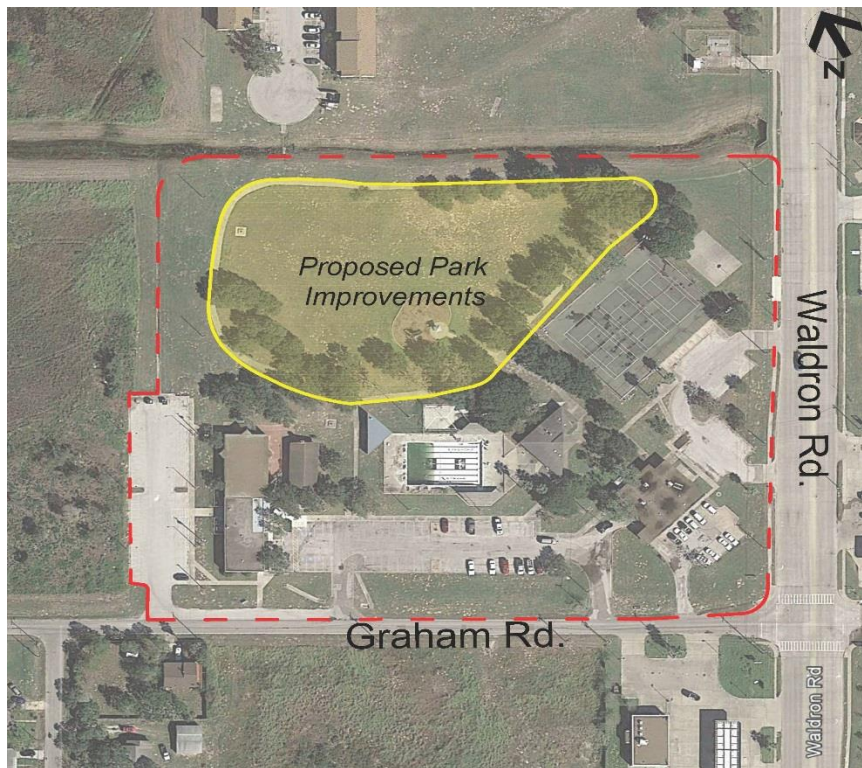 N
Proposed Park
Improvements
Waldron Rd.
Graham Rd.
Waldron Rd